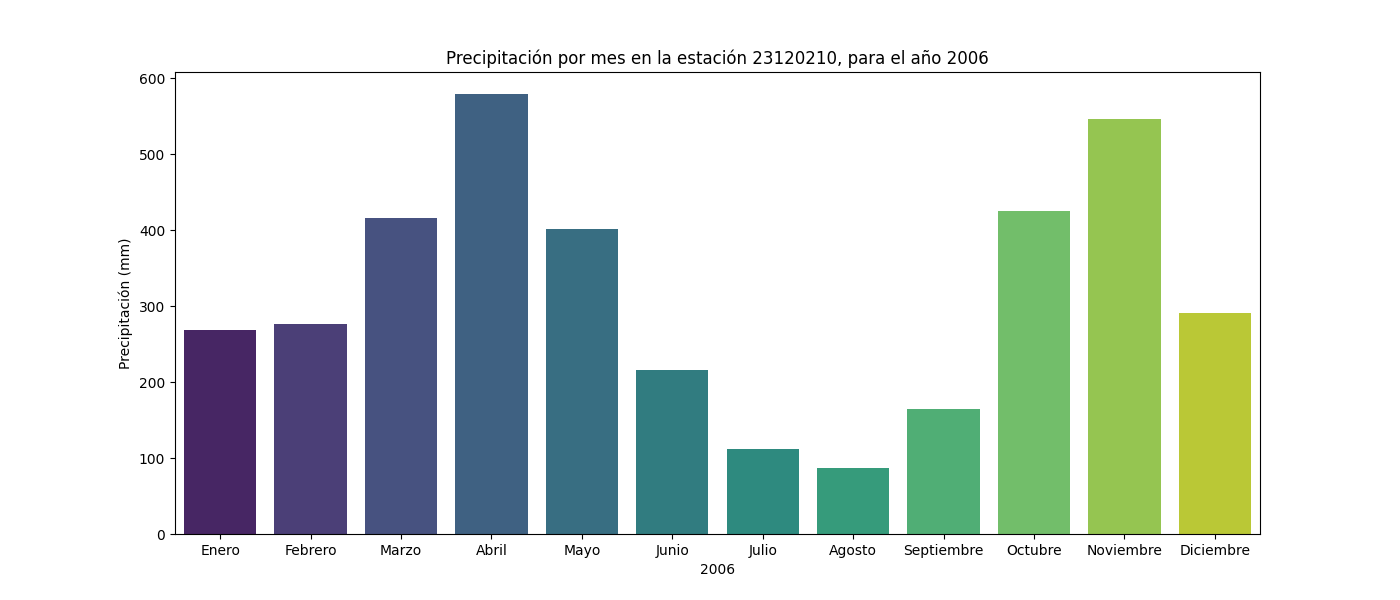 Precipitación por mes en la estación 23120210, para el año 2006
Precipitación (mm)
600
500
400
300
200
100
0
Enero Febrero Marzo Abril Mayo Junio Julio Agosto Septiembre Octubre Noviembre Diciembre
2006